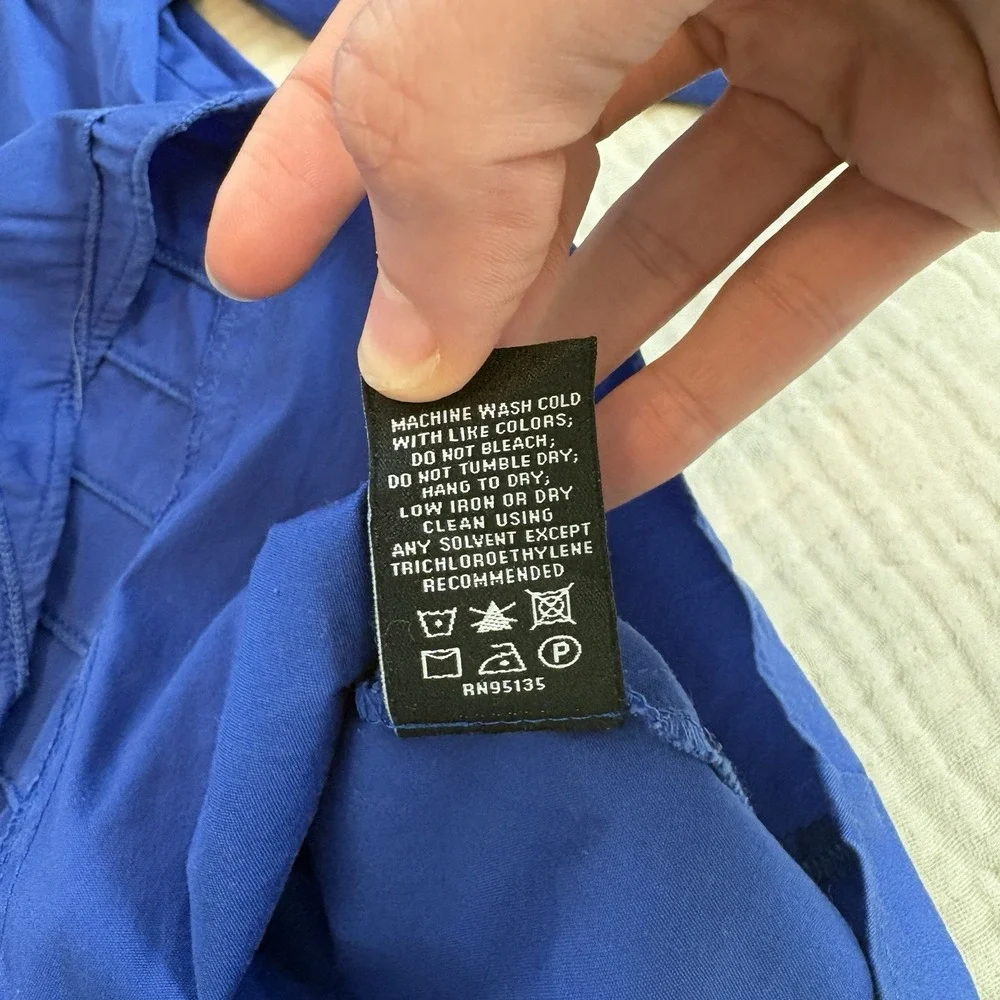 MACHINE WASH COLD
WITH LIKE COLORS;
DO NOT BLEACH;
DO NOT TUMBLE DRY;
HANG TO DRY;
LOW IRON OR DRY
CLEAN USING
ANY SOLVENT EXCEPT
TRICHLOROETHYLENE
RECOMMENDED
P
RN95135